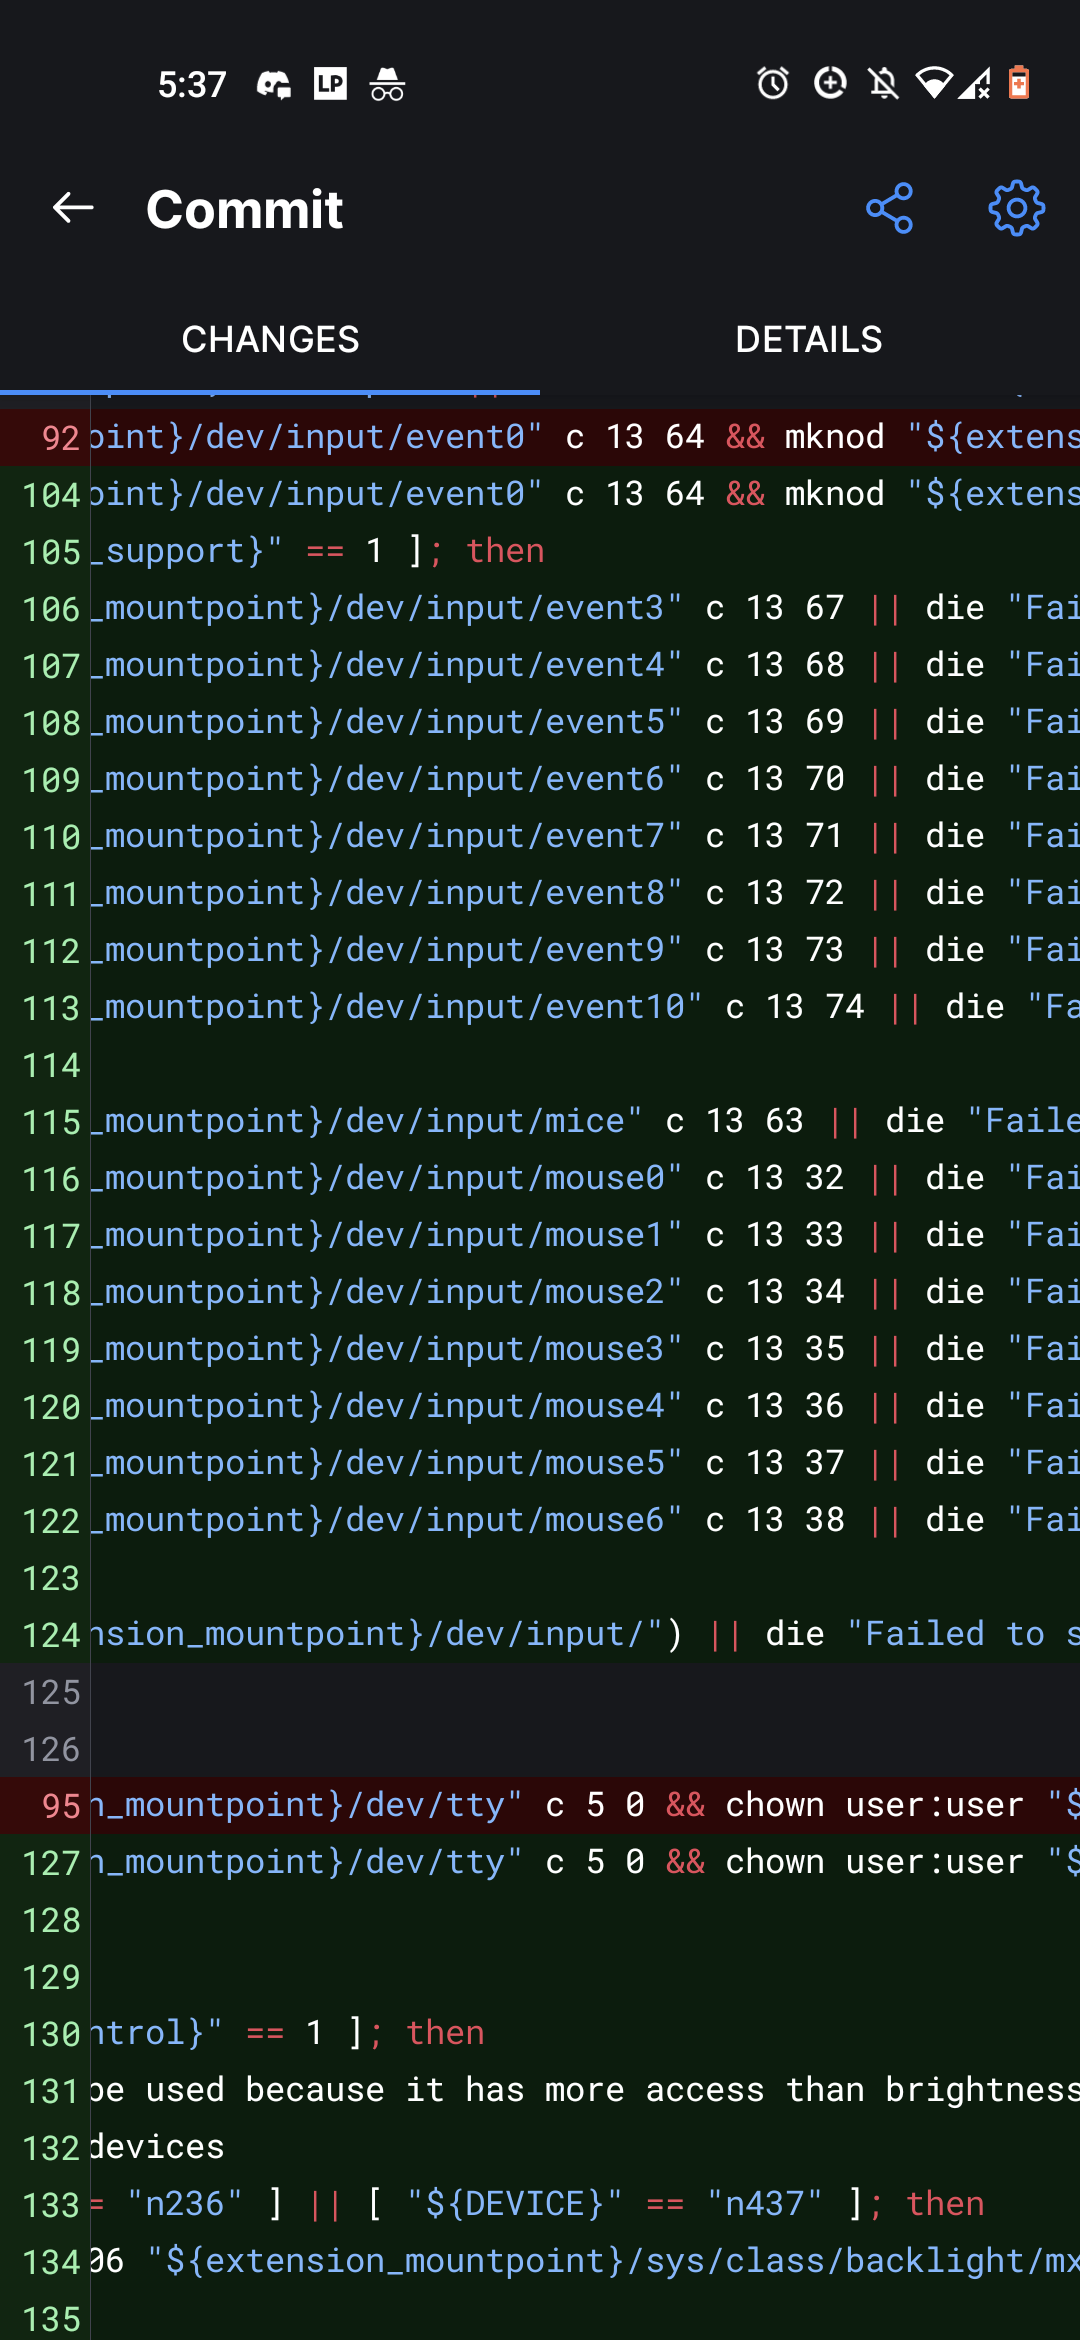 5:37 LP
Commit
CHANGES DETAILS
92 oint}/dev/input/event0" c 13 64 && mknod "${extens
104 oint}/dev/input/event0" c 13 64 && mknod "${extens
105 _support}" == 1 ]; then
106 _mountpoint}/dev/input/event3" c 13 67 || die "Fai
107 _mountpoint}/dev/input/event4" c 13 68 || die "Fai
108 _mountpoint}/dev/input/event5" c 13 69 || die "Fai
109 _mountpoint}/dev/input/event6" c 13 70 || die "Fai
110 _mountpoint}/dev/input/event7" c 13 71 || die "Fai
111 _mountpoint}/dev/input/event8" c 13 72 || die "Fai
112 _mountpoint}/dev/input/event9" c 13 73 || die "Fai
113 _mountpoint}/dev/input/event10" c 13 74 || die "Fa
114
115 _mountpoint}/dev/input/mice" c 13 63 || die "Faile
116 _mountpoint}/dev/input/mouse0" c 13 32 || die "Fai
117 _mountpoint}/dev/input/mouse1" c 13 33 || die "Fai
118 _mountpoint}/dev/input/mouse2" c 13 34 || die "Fai
119 _mountpoint}/dev/input/mouse3" c 13 35 || die "Fai
120 _mountpoint}/dev/input/mouse4" c 13 36 || die "Fai
121 _mountpoint}/dev/input/mouse5" c 13 37 || die "Fai
122 _mountpoint}/dev/input/mouse6" c 13 38 || die "Fai
123
124 nsion_mountpoint}/dev/input/") || die "Failed to s
125
126
95 n_mountpoint}/dev/tty" c 5 0 && chown user:user "$
127 n_mountpoint}/dev/tty" c 5 0 && chown user:user "$
128
129
130 ntrol}" == 1 ]; then
131 be used because it has more access than brightness
132 devices
133 = "n236" ] || [ "${DEVICE}" == "n437" ]; then
134 06 "${extension_mountpoint}/sys/class/backlight/mx
135